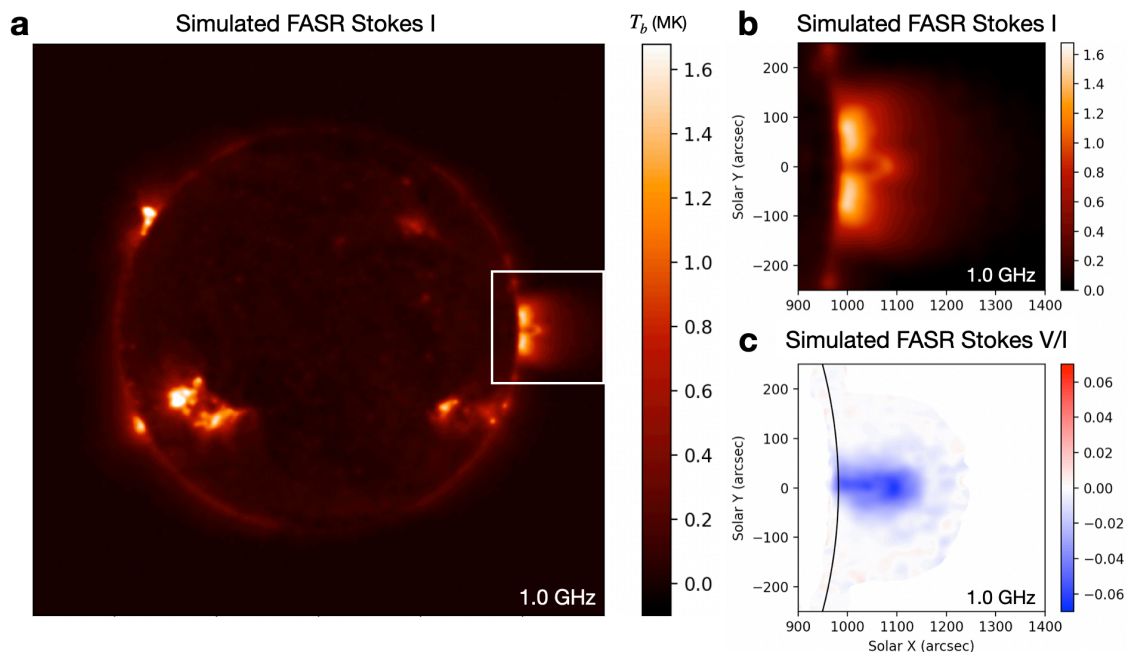 a
Simulated FASR Stokes I
T_b (MK)
1.6
1.4
1.2
1.0
0.8
0.6
0.4
0.2
0.0
1.0 GHz
b
Simulated FASR Stokes I
Solar Y (arcsec)
200
100
0
−100
−200
900 1000 1100 1200 1300 1400
1.0 GHz
1.6
1.4
1.2
1.0
0.8
0.6
0.4
0.2
0.0
c
Simulated FASR Stokes V/I
Solar Y (arcsec)
200
100
0
−100
−200
900 1000 1100 1200 1300 1400
Solar X (arcsec)
1.0 GHz
0.06
0.04
0.02
0.00
−0.02
−0.04
−0.06